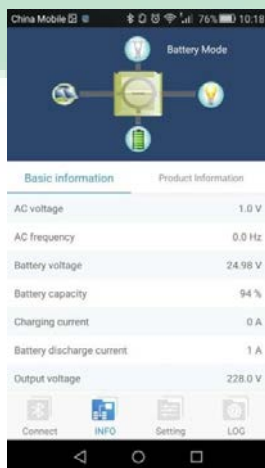 China Mobile 76% 10:18
Battery Mode
Basic information Product Information
AC voltage 1.0 V
AC frequency 0.0 Hz
Battery voltage 24.98 V
Battery capacity 94 %
Charging current 0 A
Battery discharge current 1 A
Output voltage 228.0 V
Connect INFO Setting LOG